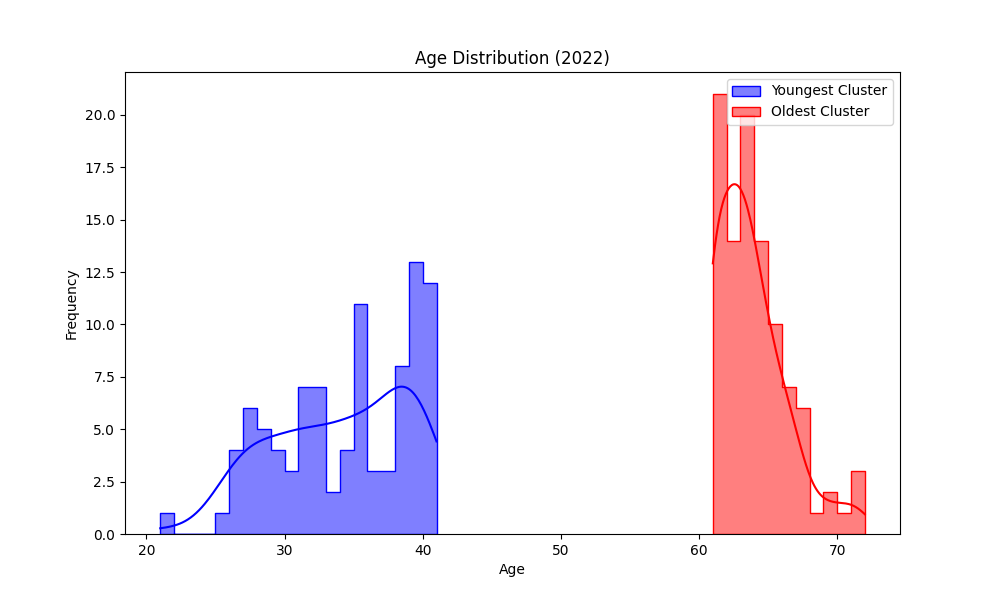 Age Distribution (2022)
Youngest Cluster
Oldest Cluster
20.0
17.5
15.0
12.5
10.0
7.5
5.0
2.5
0.0
Frequency
20 30 40 50 60 70
Age